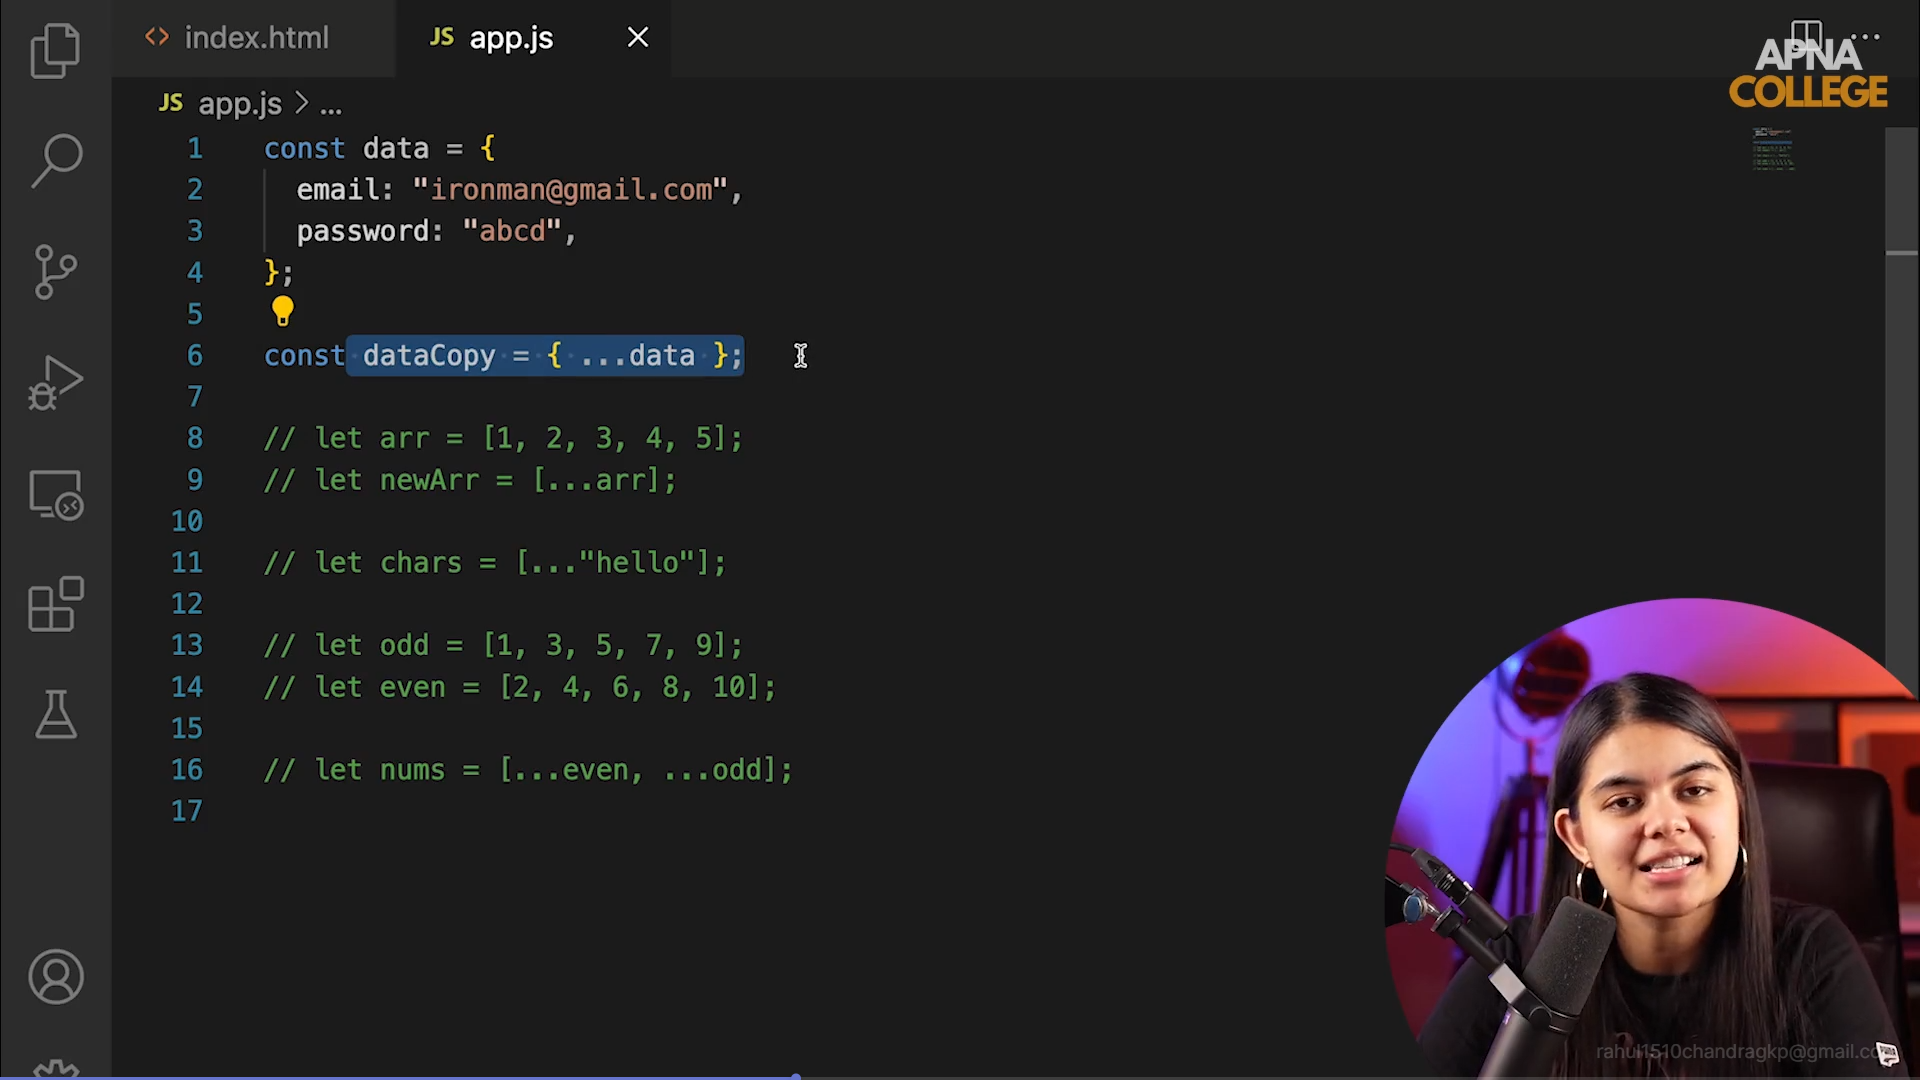 index.html
JS app.js
APNA
COLLEGE
JS app.js > ...
1 const data = {
2 email: "ironman@gmail.com",
3 password: "abcd",
4 };
5
6 const dataCopy = { ...data };
7
8 // let arr = [1, 2, 3, 4, 5];
9 // let newArr = [...arr];
10
11 // let chars = [..."hello"];
12
13 // let odd = [1, 3, 5, 7, 9];
14 // let even = [2, 4, 6, 8, 10];
15
16 // let nums = [...even, ...odd];
17
rahul1510chandragkp@gmail.co